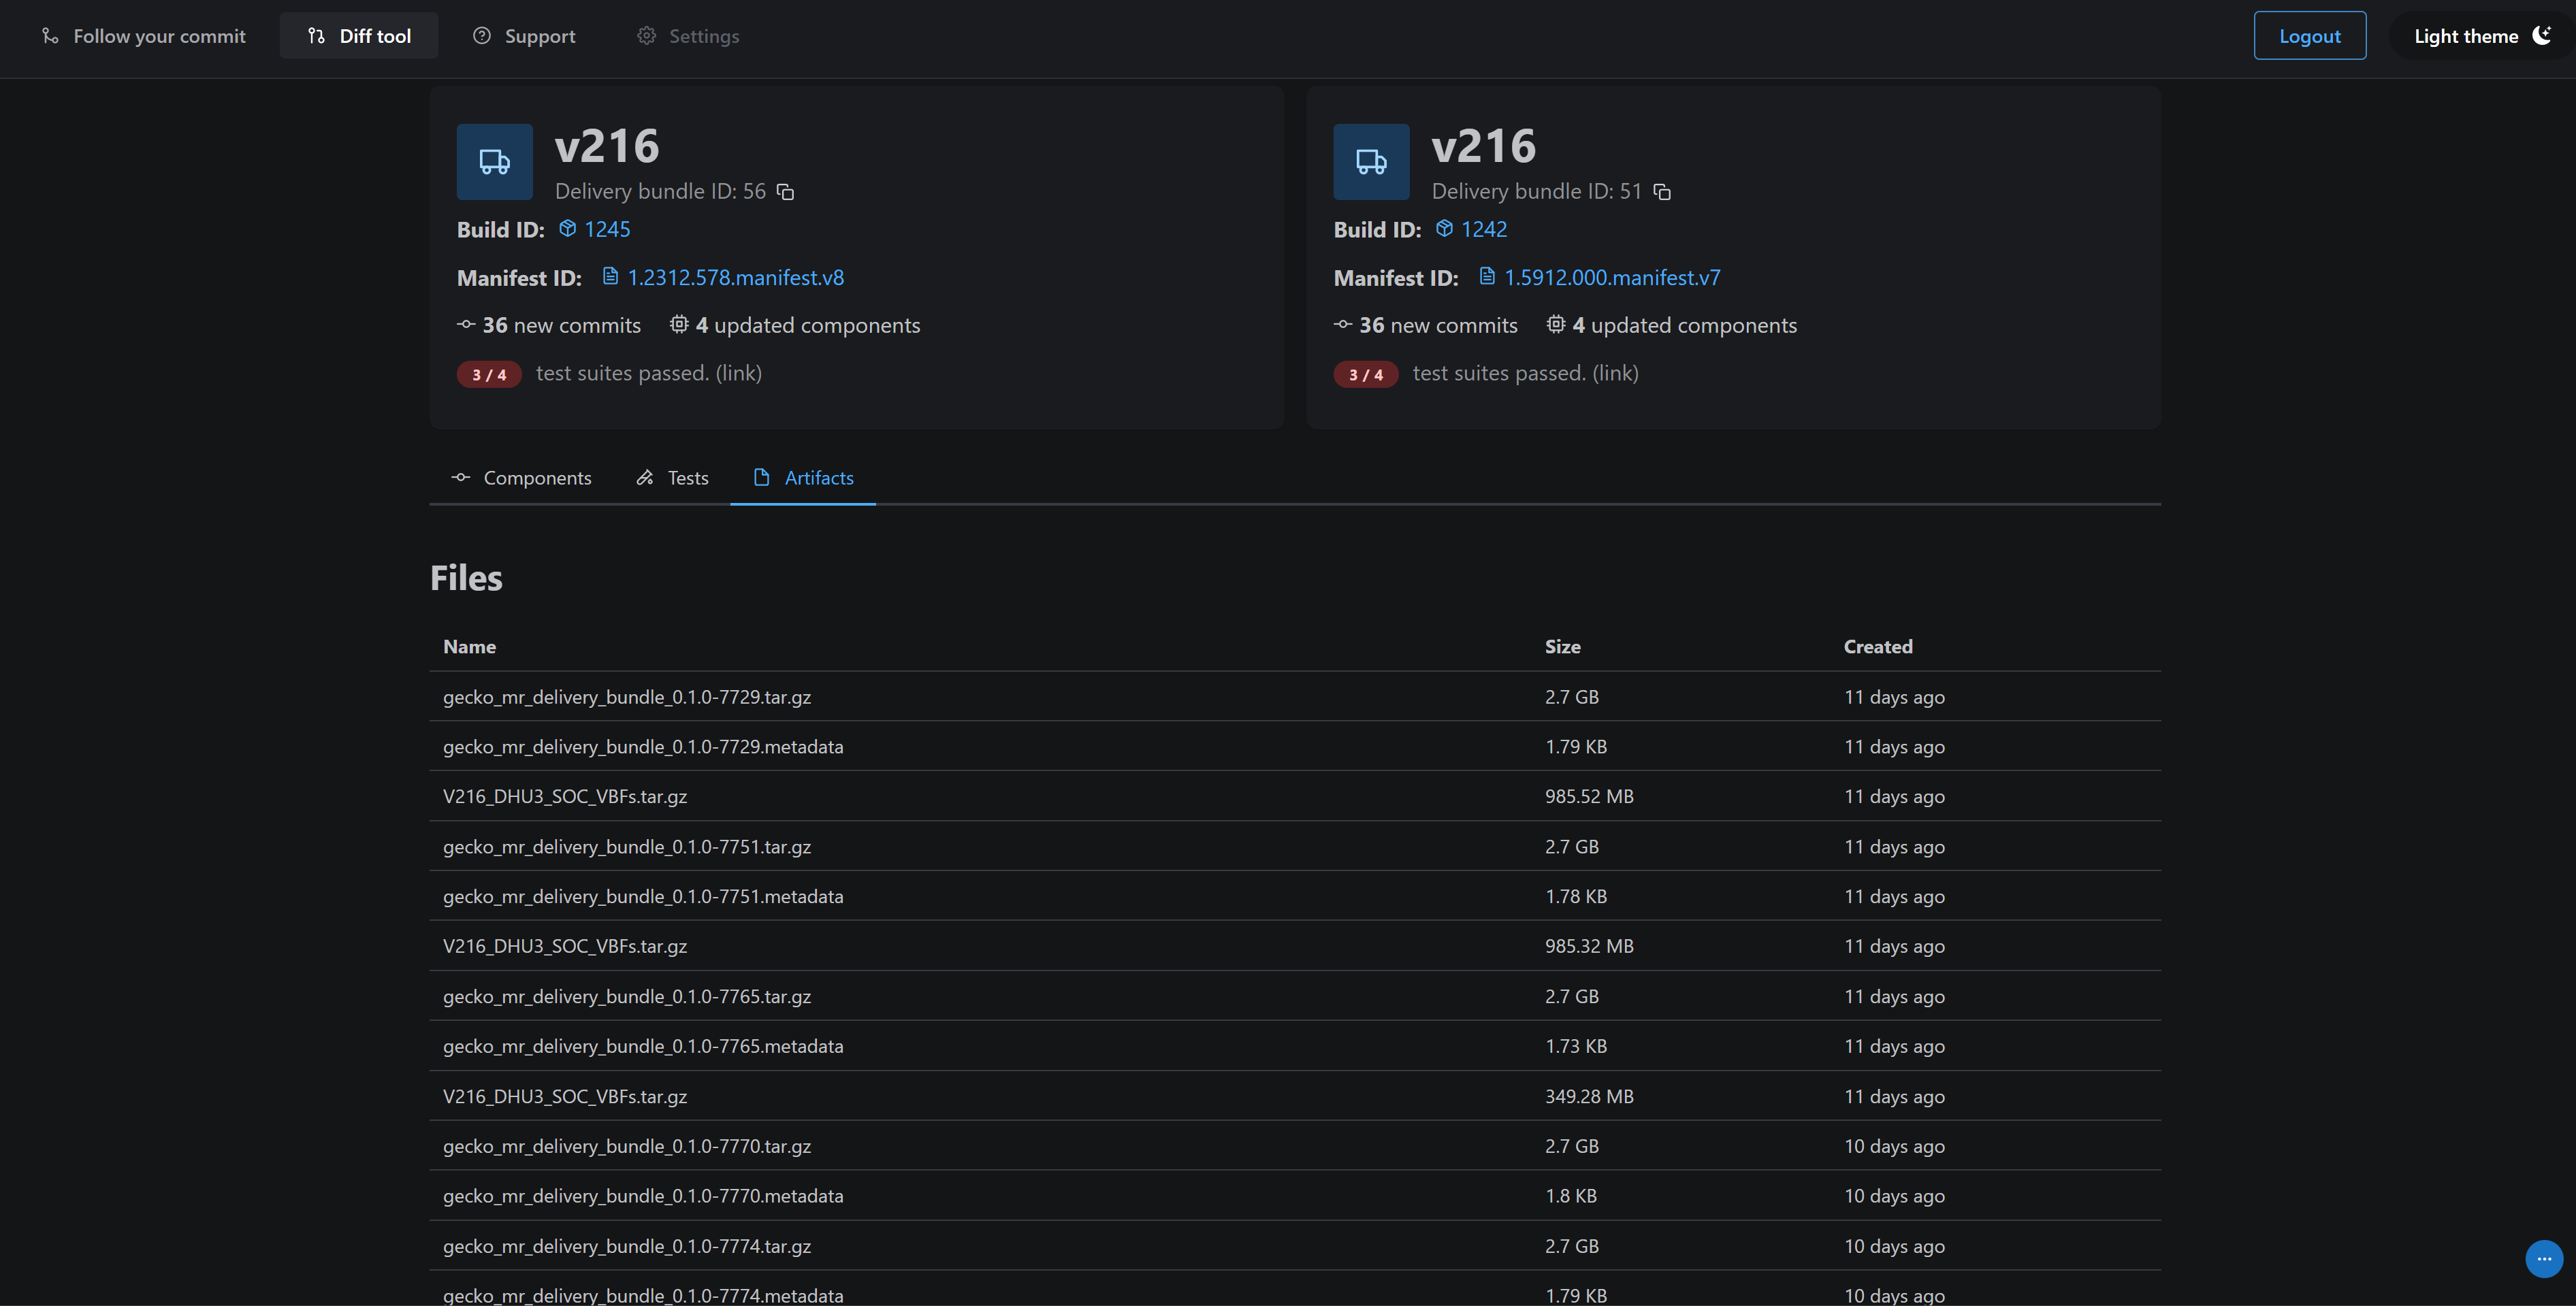 Follow your commit
Diff tool
Support
Settings
Logout
Light theme
v216
Delivery bundle ID: 56
Build ID: 1245
Manifest ID: 1.2312.578.manifest.v8
36 new commits 4 updated components
3 / 4 test suites passed. (link)
v216
Delivery bundle ID: 51
Build ID: 1242
Manifest ID: 1.5912.000.manifest.v7
36 new commits 4 updated components
3 / 4 test suites passed. (link)
Components Tests Artifacts
Files
Name Size Created
gecko_mr_delivery_bundle_0.1.0-7729.tar.gz 2.7 GB 11 days ago
gecko_mr_delivery_bundle_0.1.0-7729.metadata 1.79 KB 11 days ago
V216_DHU3_SOC_VBFs.tar.gz 985.52 MB 11 days ago
gecko_mr_delivery_bundle_0.1.0-7751.tar.gz 2.7 GB 11 days ago
gecko_mr_delivery_bundle_0.1.0-7751.metadata 1.78 KB 11 days ago
V216_DHU3_SOC_VBFs.tar.gz 985.32 MB 11 days ago
gecko_mr_delivery_bundle_0.1.0-7765.tar.gz 2.7 GB 11 days ago
gecko_mr_delivery_bundle_0.1.0-7765.metadata 1.73 KB 11 days ago
V216_DHU3_SOC_VBFs.tar.gz 349.28 MB 11 days ago
gecko_mr_delivery_bundle_0.1.0-7770.tar.gz 2.7 GB 10 days ago
gecko_mr_delivery_bundle_0.1.0-7770.metadata 1.8 KB 10 days ago
gecko_mr_delivery_bundle_0.1.0-7774.tar.gz 2.7 GB 10 days ago
gecko_mr_delivery_bundle_0.1.0-7774.metadata 1.79 KB 10 days ago